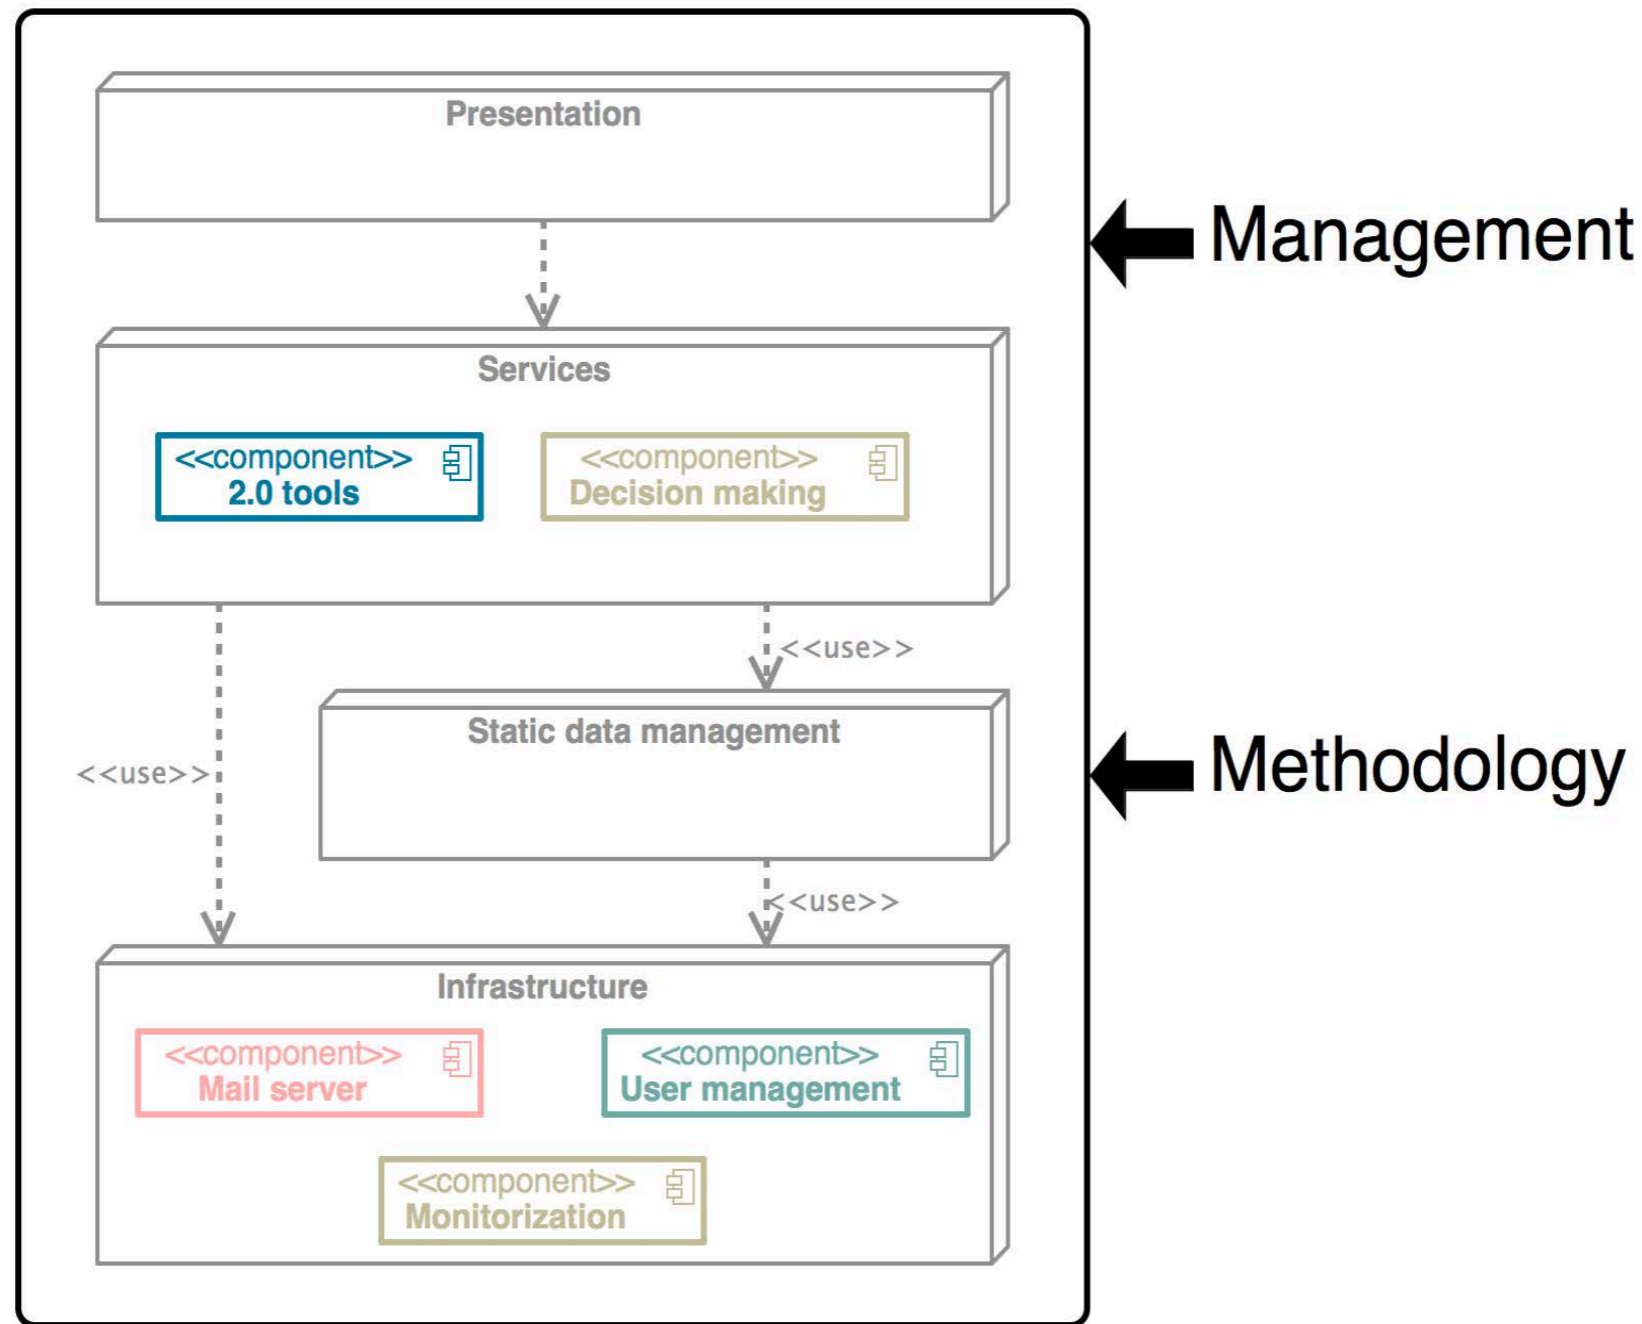 Presentation
Management
Services
<<component>>
2.0 tools
<<component>>
Decision making
<<use>>
Static data management
<<use>>
Methodology
<<use>>
Infrastructure
<<component>>
Mail server
<<component>>
User management
<<component>>
Monitorization